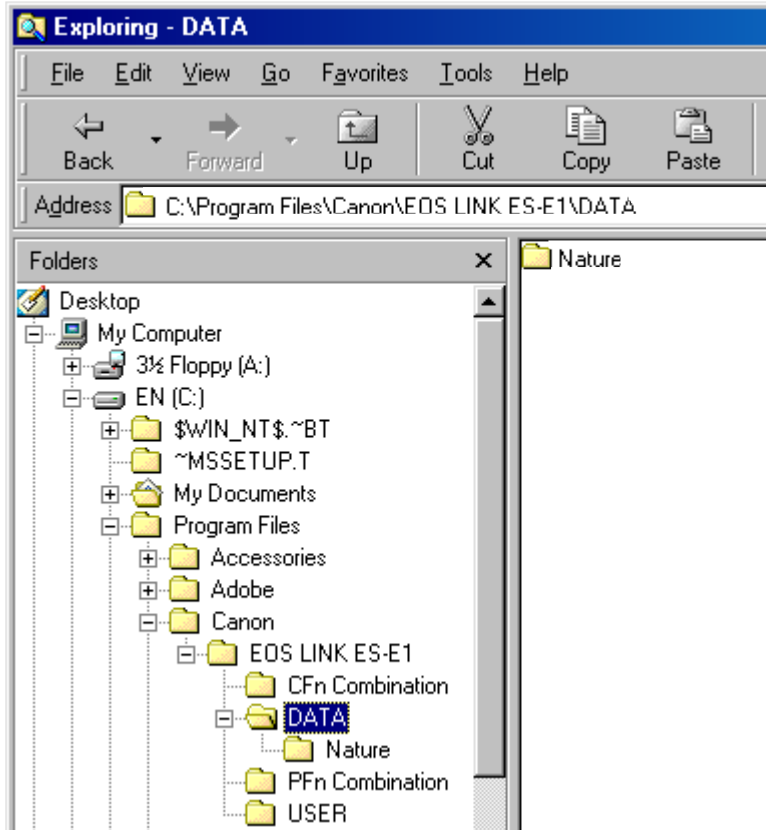 Exploring - DATA
File Edit View Go Favorites Tools Help
Back Forward Up Cut Copy Paste
Address C:\Program Files\Canon\EOS LINK ES-E1\DATA
Folders
Nature
Desktop
My Computer
3½ Floppy (A:)
EN (C:)
$WIN_NT$.~BT
~MSSETUP.T
My Documents
Program Files
Accessories
Adobe
Canon
EOS LINK ES-E1
CFn Combination
DATA
Nature
PFn Combination
USER